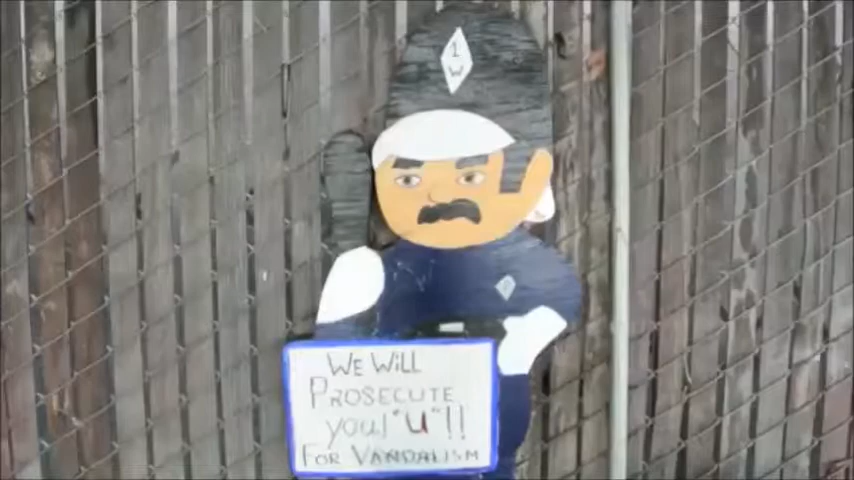 1
W
WE WiLL
PROSECUTE
you! "u"!!
FOR VANDALISM